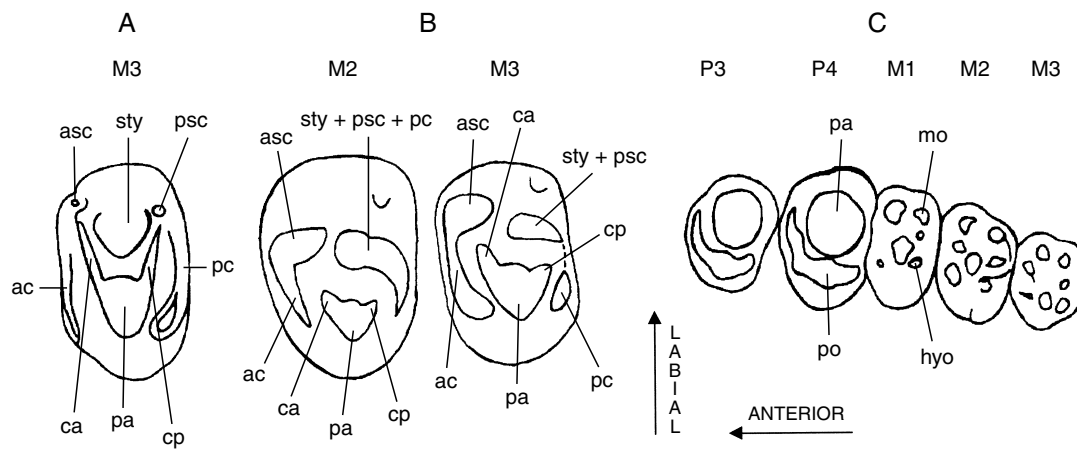 A B C
M3 M2 M3 P3 P4 M1 M2 M3
asc sty psc
ac pc
ca pa cp
asc sty + psc + pc
ac ca pa cp
asc ca sty + psc
cp
ac pa pc
pa mo
po hyo
LABIAL
ANTERIOR